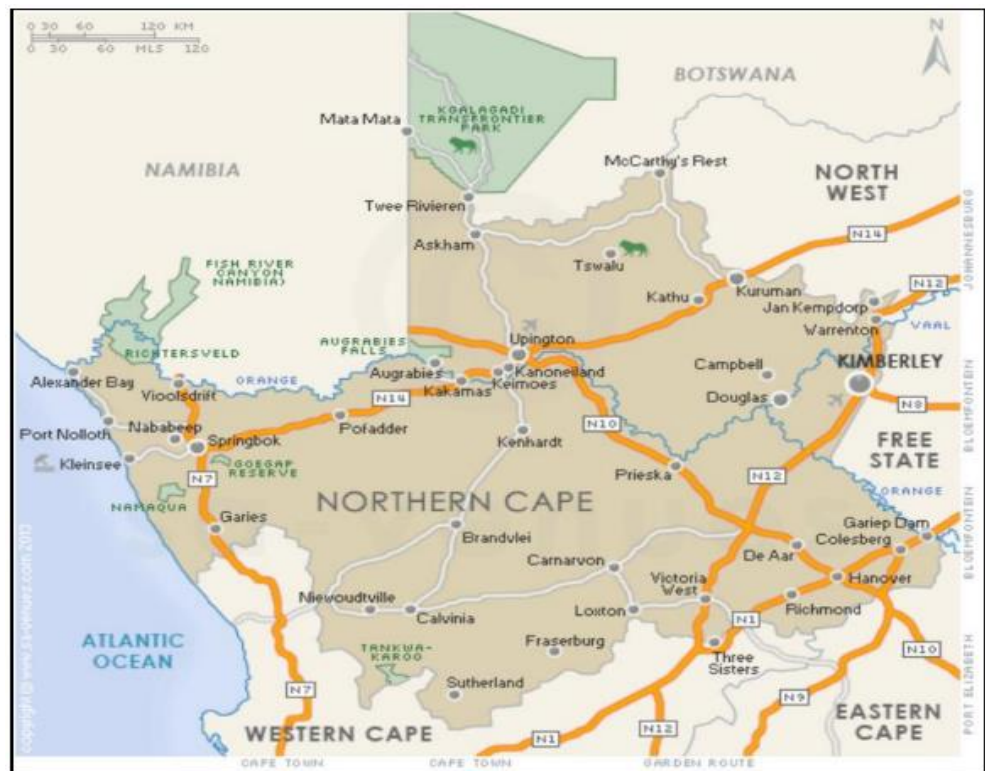 0 30 60 120 KM
0 30 60 MLS 120
N
BOTSWANA
KGALAGADI
TRANSFRONTIER
PARK
Mata Mata
NAMIBIA
McCarthy's Rest
NORTH
WEST
Twee Rivieren
JOHANNESBURG
N14
Askham
Tswalu
FISH RIVER
CANYON
NAMIBIA)
N12
Kuruman
Kathu
Jan Kempdorp
Warrenton
VAAL
Upington
AUGRABIES
FALLS
RICHTERSVELD
Augrabies
Kanoneiland
Keimoes
Kakamas
Campbell
KIMBERLEY
Alexander Bay
ORANGE
Vioolsdrift
N14
Douglas
N8
BLOEMFONTEIN
Pofadder
Port Nolloth
Nababeep
Springbok
Kenhardt
N10
FREE
STATE
Kleinsee
GOEGAP
RESERVE
N7
Prieska
N12
ORANGE
NAMAQUA
NORTHERN CAPE
Garies
Brandvlei
Gariep Dam
Colesberg
BLOEMFONTEIN
De Aar
Carnarvon
Hanover
Victoria
West
Niewoudtville
Calvinia
Loxton
Richmond
N1
ATLANTIC
OCEAN
TANKWA-
KAROO
Fraserburg
Three
Sisters
N10
PORT ELIZABETH
N7
Sutherland
N9
EASTERN
CAPE
WESTERN CAPE
N1
N12
CAPE TOWN
CAPE TOWN
GARDEN ROUTE
copyright@www.sa-venues.com 2013